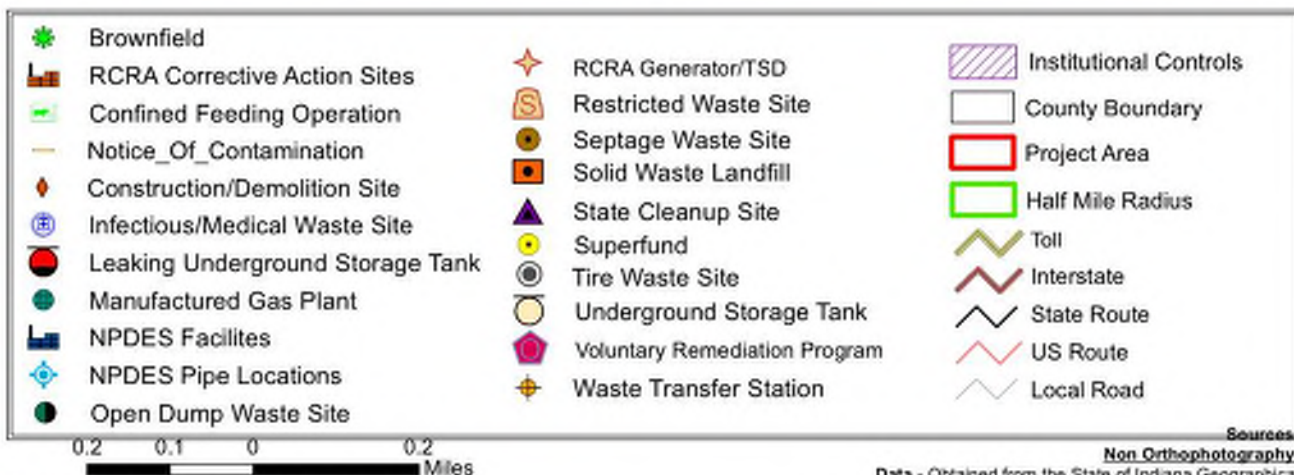 Brownfield
RCRA Corrective Action Sites
Confined Feeding Operation
Notice_Of_Contamination
Construction/Demolition Site
Infectious/Medical Waste Site
Leaking Underground Storage Tank
Manufactured Gas Plant
NPDES Facilites
NPDES Pipe Locations
Open Dump Waste Site
RCRA Generator/TSD
Restricted Waste Site
Septage Waste Site
Solid Waste Landfill
State Cleanup Site
Superfund
Tire Waste Site
Underground Storage Tank
Voluntary Remediation Program
Waste Transfer Station
Institutional Controls
County Boundary
Project Area
Half Mile Radius
Toll
Interstate
State Route
US Route
Local Road
0.2 0.1 0 0.2
Miles
Sources
Non Orthophotography
Data - Obtained from the State of Indiana Geographica